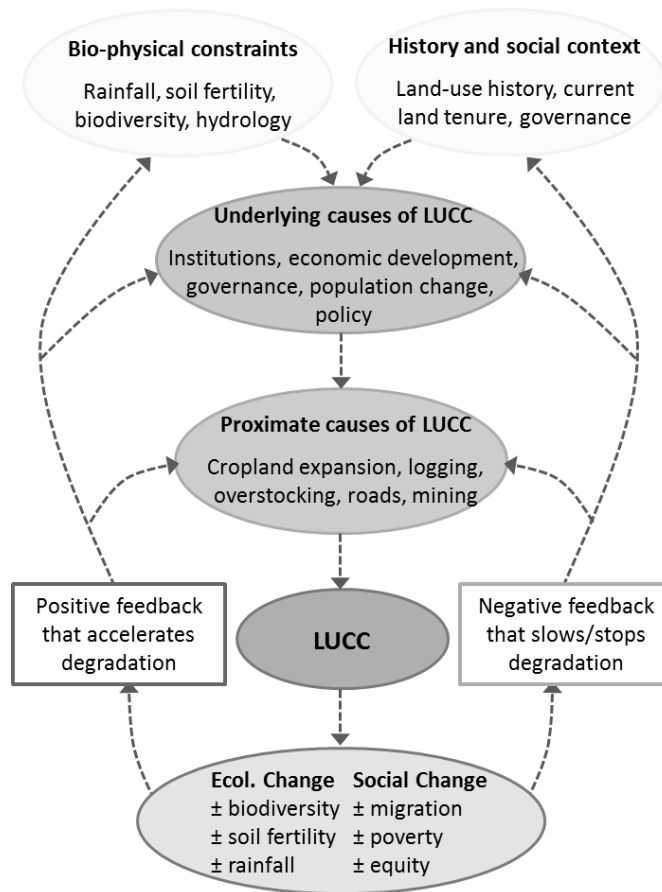 Bio-physical constraints
Rainfall, soil fertility,
biodiversity, hydrology
History and social context
Land-use history, current
land tenure, governance
Underlying causes of LUCC
Institutions, economic development,
governance, population change,
policy
Proximate causes of LUCC
Cropland expansion, logging,
overstocking, roads, mining
Positive feedback
that accelerates
degradation
LUCC
Negative feedback
that slows/stops
degradation
Ecol. Change
± biodiversity
± soil fertility
± rainfall
Social Change
± migration
± poverty
± equity